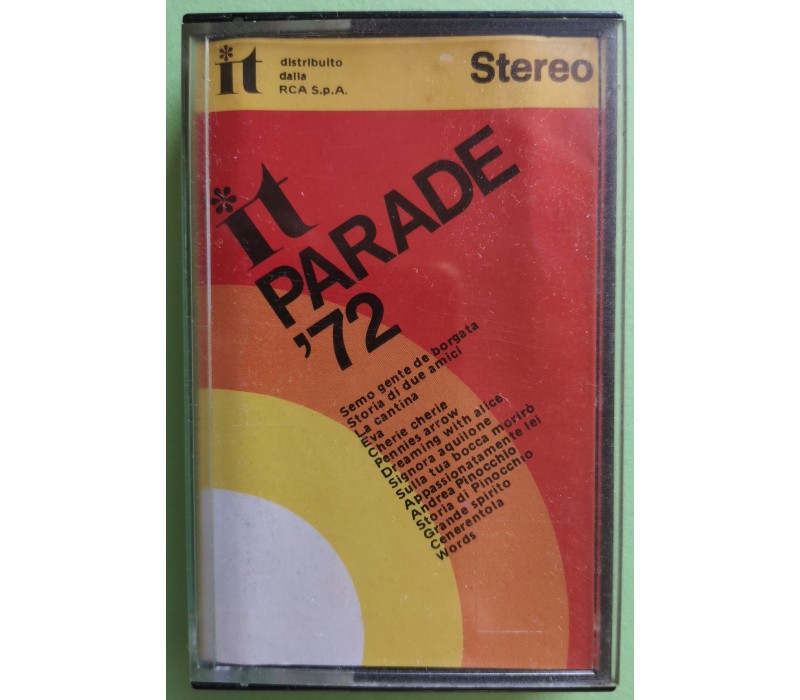 it
distribuito
dalla
RCA S.p.A.
Stereo
it
PARADE
'72
Semo gente de borgata
Storia di due amici
La cantina
Eva
Cherie cherie
Pennies arrow
Dreaming with alice
Signora aquilone
Sulla tua bocca morirò
Appassionatamente lei
Andrea Pinocchio
Storia di Pinocchio
Grande spirito
Cenerentola
Words